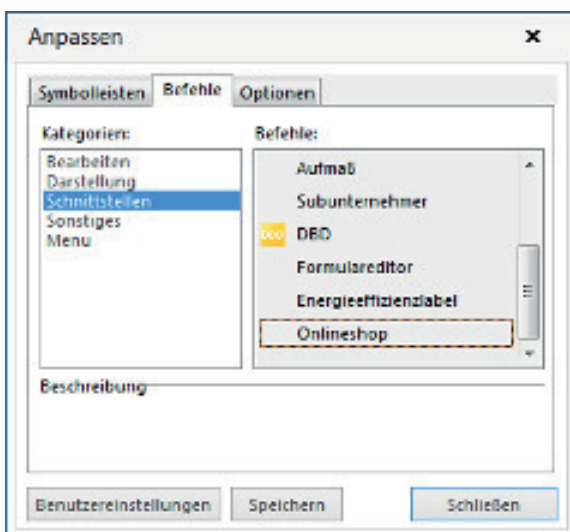 Anpassen
Symbolleisten Befehle Optionen
Kategorien:
Bearbeiten
Darstellung
Schnittstellen
Sonstiges
Menu
Befehle:
Aufmaß
Subunternehmer
DBD
Formulareditor
Energieeffizienzlabel
Onlineshop
Beschreibung
Benutzereinstellungen Speichern Schließen